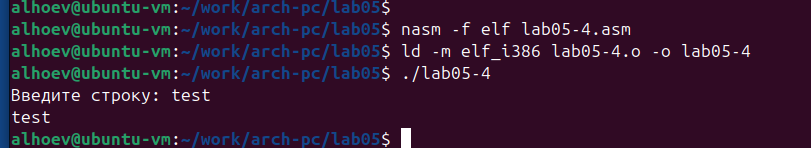 alhoev@ubuntu-vm:~/work/arch-pc/lab05$
alhoev@ubuntu-vm:~/work/arch-pc/lab05$ nasm -f elf lab05-4.asm
alhoev@ubuntu-vm:~/work/arch-pc/lab05$ ld -m elf_i386 lab05-4.o -o lab05-4
alhoev@ubuntu-vm:~/work/arch-pc/lab05$ ./lab05-4
Введите строку: test
test
alhoev@ubuntu-vm:~/work/arch-pc/lab05$